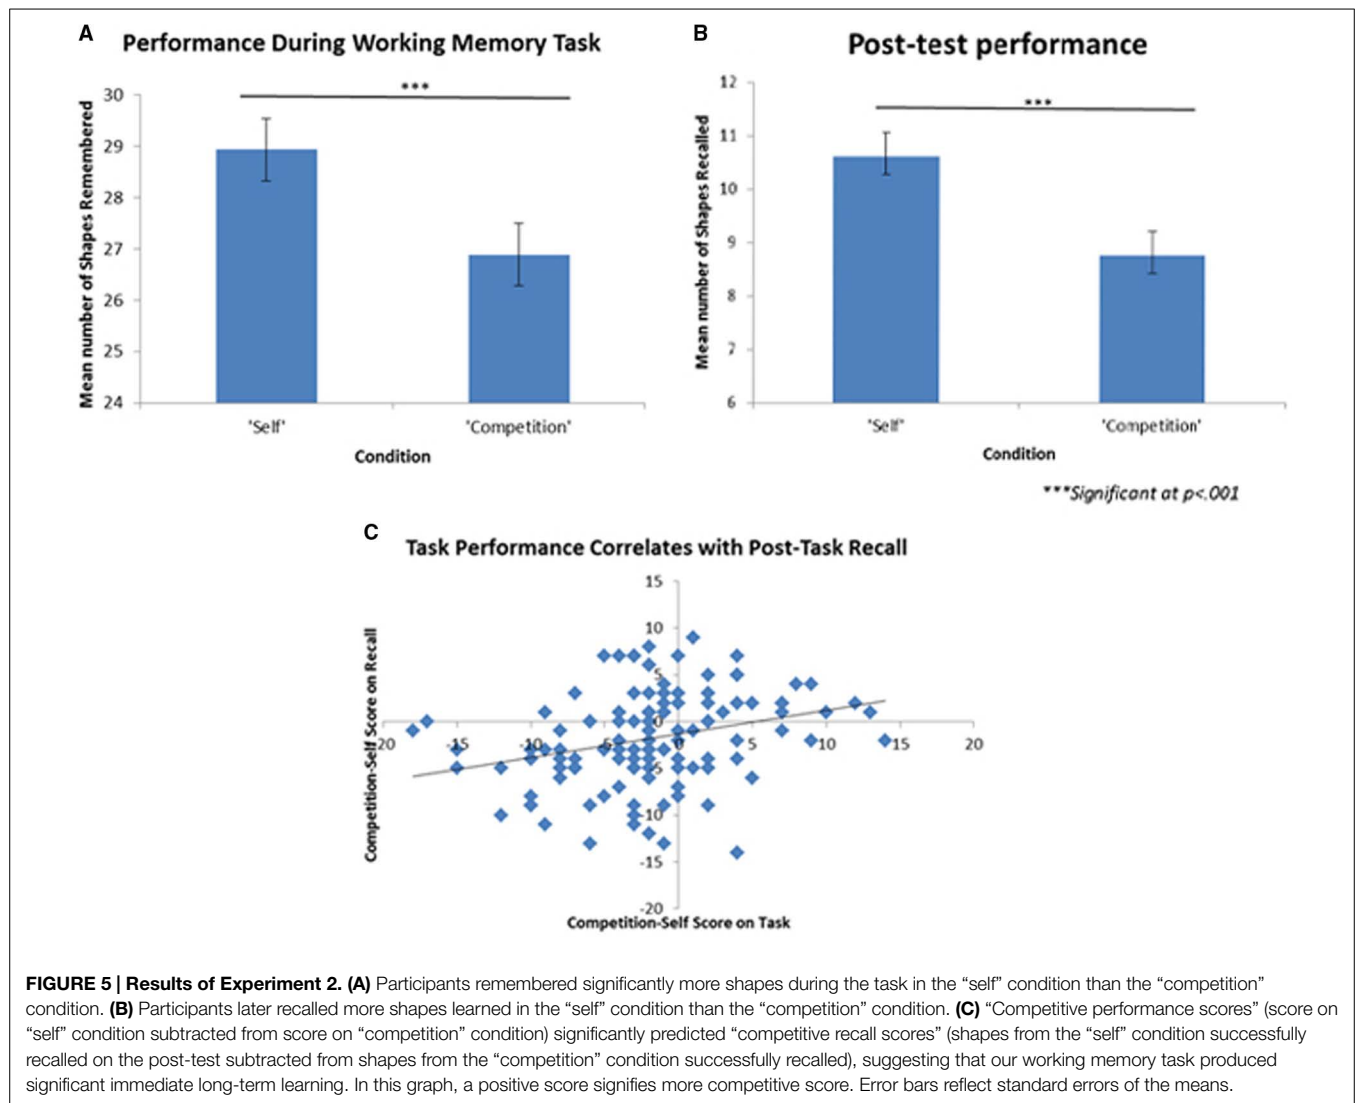 A
Performance During Working Memory Task
***
Mean number of Shapes Remembered
30
29
28
27
26
25
24
'Self'
'Competition'
Condition
B
Post-test performance
***
Mean number of Shapes Recalled
12
11
10
9
8
7
6
'Self'
'Competition'
Condition
***Significant at p<.001
C
Task Performance Correlates with Post-Task Recall
Competition-Self Score on Recall
15
10
5
0
-5
-10
-15
-20
-20
-15
-10
-5
0
5
10
15
20
Competition-Self Score on Task
FIGURE 5 | Results of Experiment 2. (A) Participants remembered significantly more shapes during the task in the “self” condition than the “competition”
condition. (B) Participants later recalled more shapes learned in the “self” condition than the “competition” condition. (C) “Competitive performance scores” (score on
“self” condition subtracted from score on “competition” condition) significantly predicted “competitive recall scores” (shapes from the “self” condition successfully
recalled on the post-test subtracted from shapes from the “competition” condition successfully recalled), suggesting that our working memory task produced
significant immediate long-term learning. In this graph, a positive score signifies more competitive score. Error bars reflect standard errors of the means.